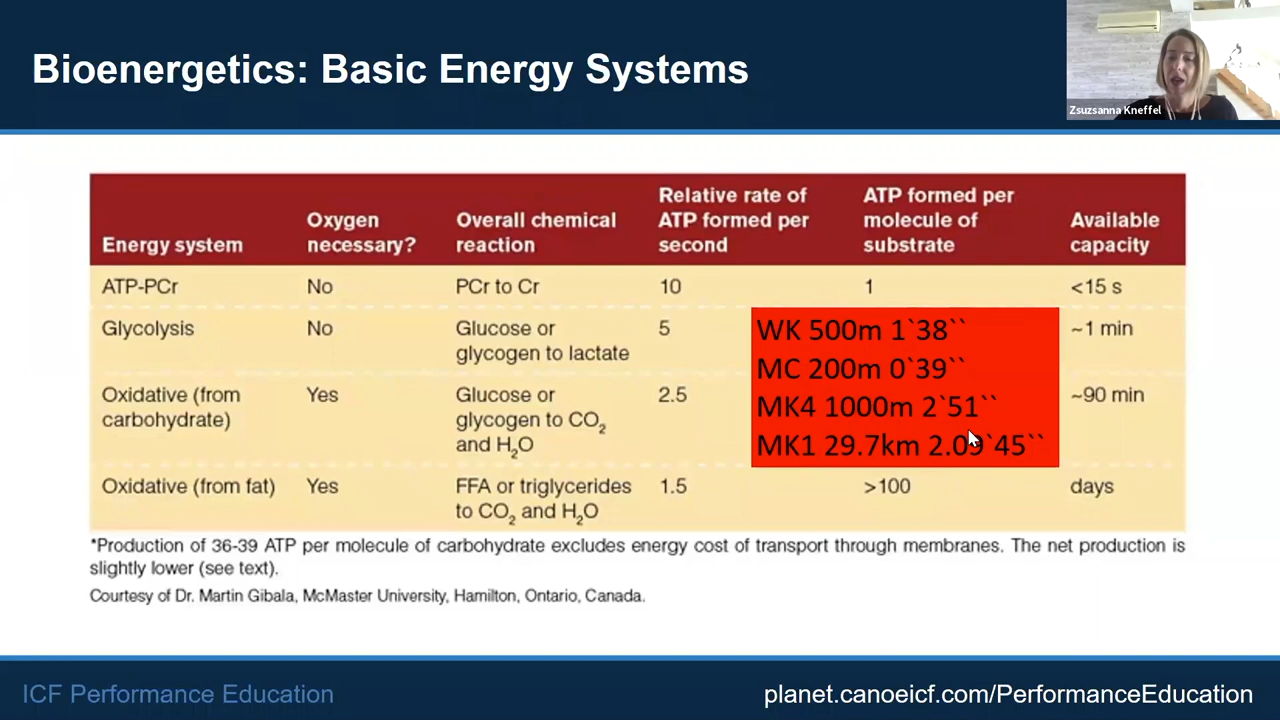 Bioenergetics: Basic Energy Systems
Zsuzsanna Kneffel
Energy system
Oxygen
necessary?
Overall chemical
reaction
Relative rate of
ATP formed per
second
ATP formed per
molecule of
substrate
Available
capacity
ATP-PCr
No
PCr to Cr
10
1
<15 s
Glycolysis
No
Glucose or
glycogen to lactate
5
~1 min
Oxidative (from
carbohydrate)
Yes
Glucose or
glycogen to CO₂
and H₂O
2.5
~90 min
WK 500m 1`38``
MC 200m 0`39``
MK4 1000m 2`51``
MK1 29.7km 2.09`45``
Oxidative (from fat)
Yes
FFA or triglycerides
to CO₂ and H₂O
1.5
>100
days
*Production of 36-39 ATP per molecule of carbohydrate excludes energy cost of transport through membranes. The net production is
slightly lower (see text).
Courtesy of Dr. Martin Gibala, McMaster University, Hamilton, Ontario, Canada.
ICF Performance Education
planet.canoeicf.com/PerformanceEducation